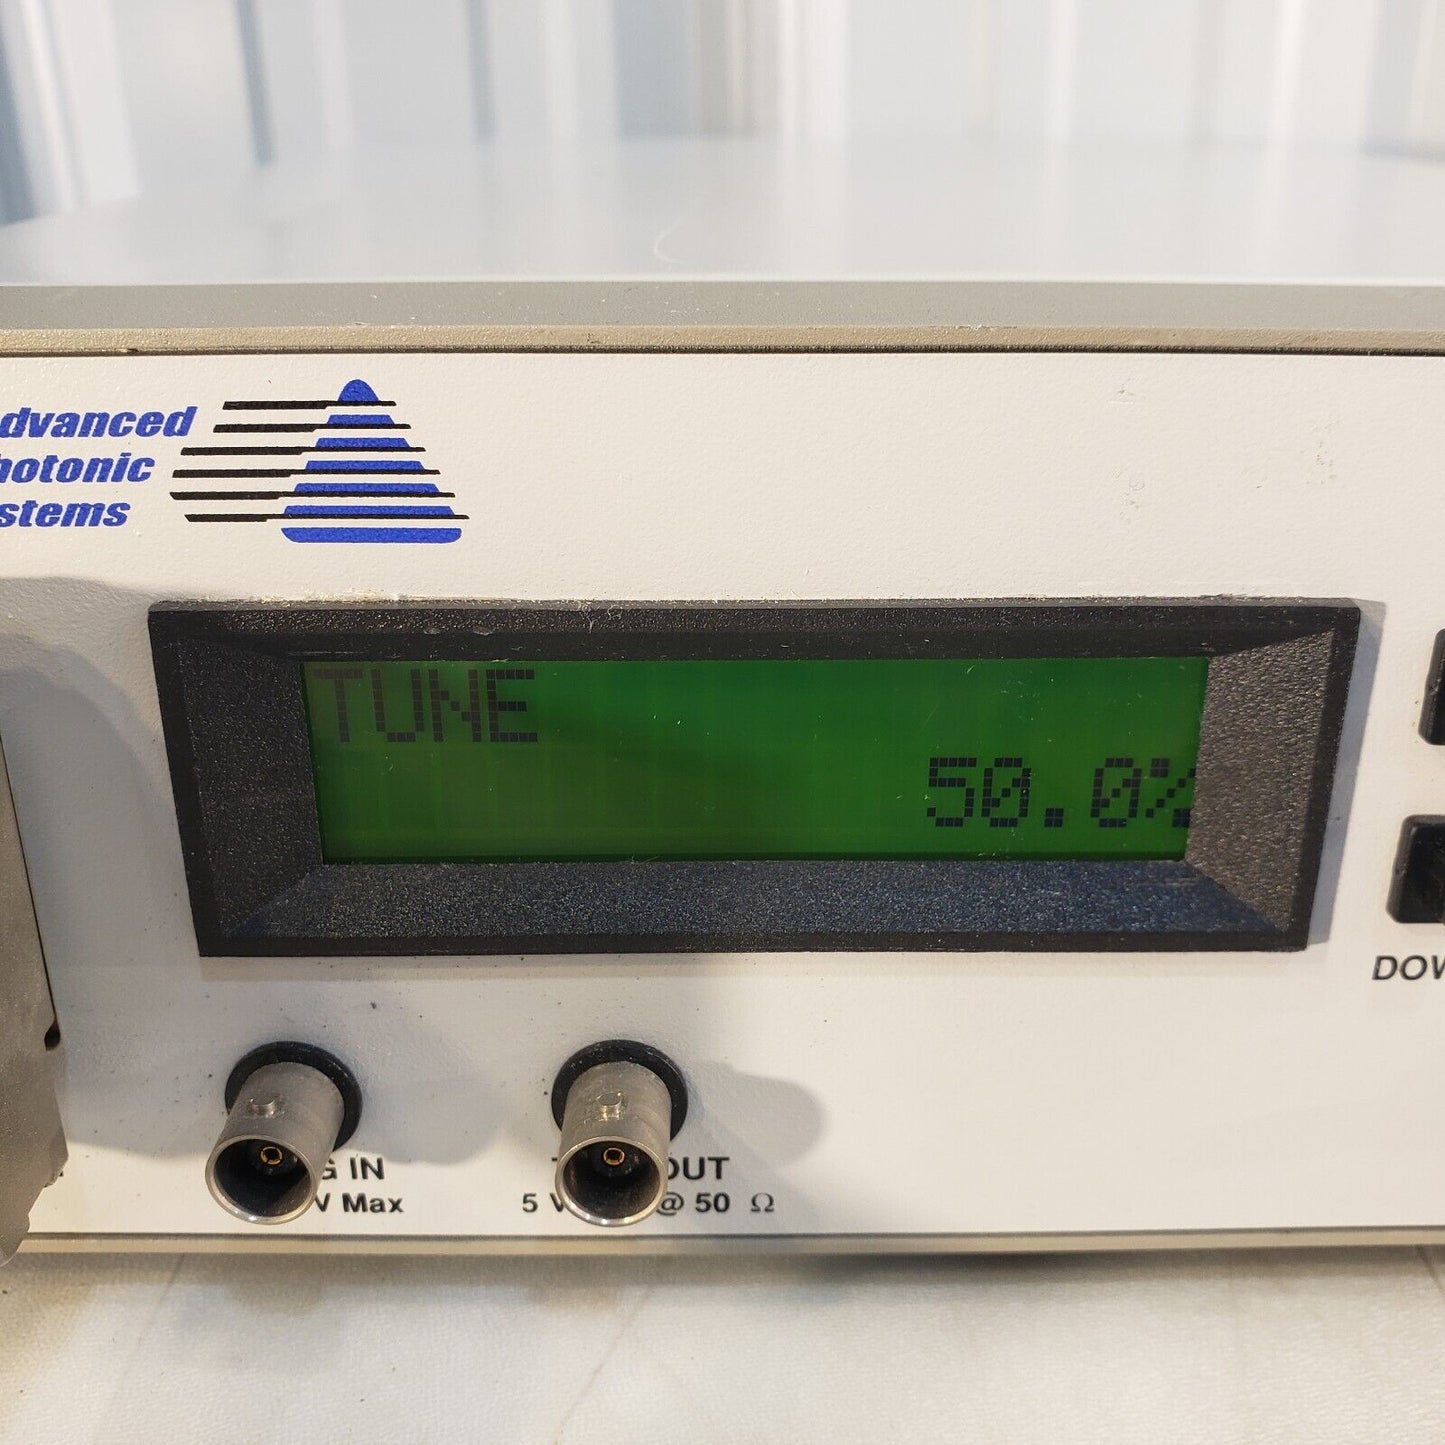 dvanced
hotonic
stems
TUNE
50.0%
DOW
G IN
V Max
OUT
5 V @ 50 Ω